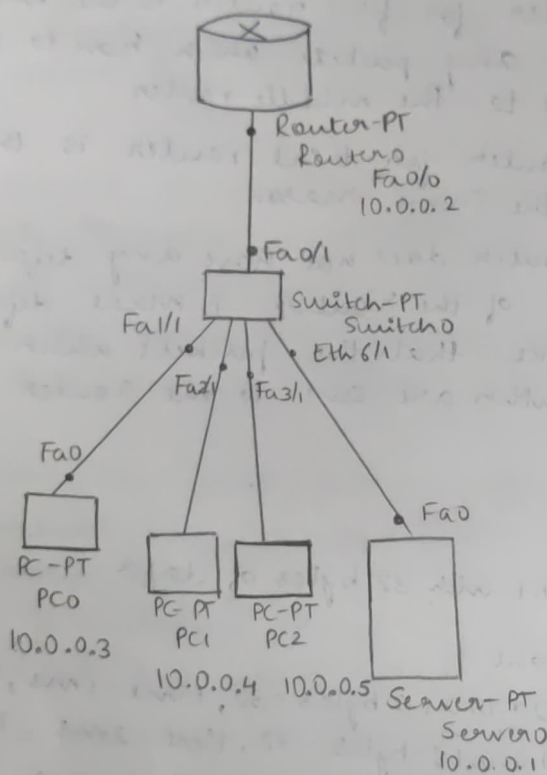 Router-PT
Router0
Fa0/0
10.0.0.2
Fa0/1
Switch-PT
Switch0
Fa1/1
Eth6/1
Fa2/1
Fa3/1
Fa0
Fa0
PC-PT
PC0
10.0.0.3
PC-PT
PC1
10.0.0.4
PC-PT
PC2
10.0.0.5
Server-PT
Server0
10.0.0.1